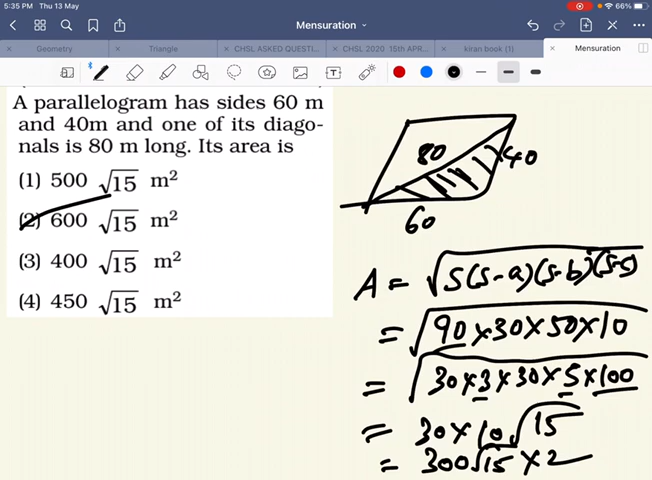 5:35 PM Thu 13 May
66%
Mensuration
Geometry
Triangle
CHSL ASKED QUESTI...
CHSL 2020 15th APR...
kiran book (1)
Mensuration
A parallelogram has sides 60 m
and 40m and one of its diago-
nals is 80 m long. Its area is
(1) 500 √15 m²
(2) 600 √15 m²
(3) 400 √15 m²
(4) 450 √15 m²
80
40
60
A = √S(S-a)(S-b)(S-c)
= √90×30×50×10
= √30×3×30×5×100
= 30×10√15
= 300√15 × 2